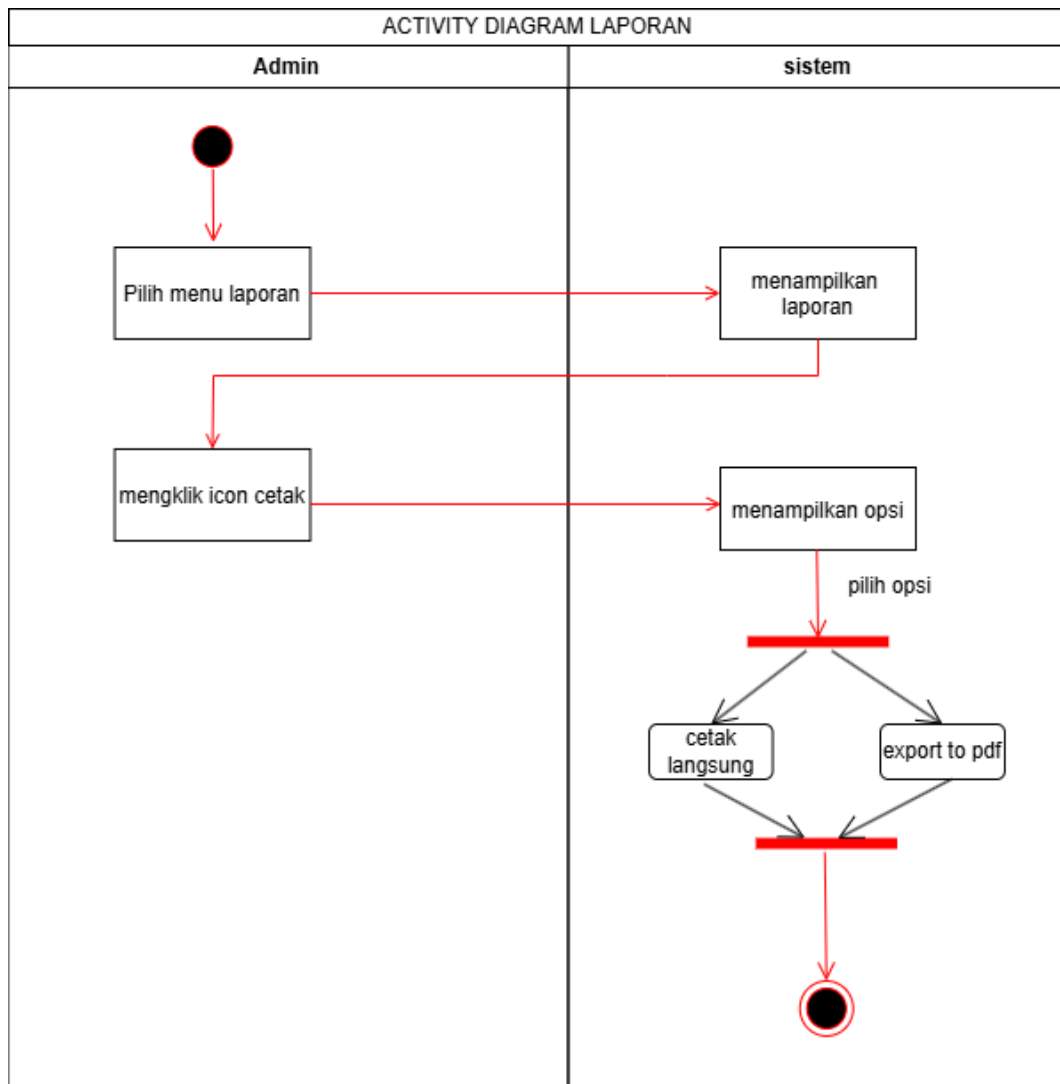 ACTIVITY DIAGRAM LAPORAN
Admin
sistem
Pilih menu laporan
menampilkan
laporan
mengklik icon cetak
menampilkan opsi
pilih opsi
cetak
langsung
export to pdf